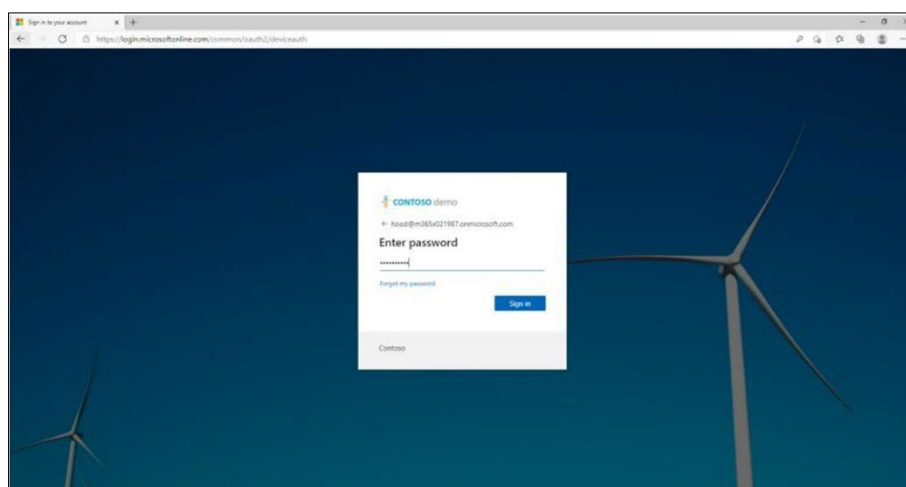 Sign in to your account
https://login.microsoftonline.com/common/oauth2/deviceauth
CONTOSO demo
← hood@m365x021987.onmicrosoft.com
Enter password
••••••••••
Forgot my password
Sign in
Contoso